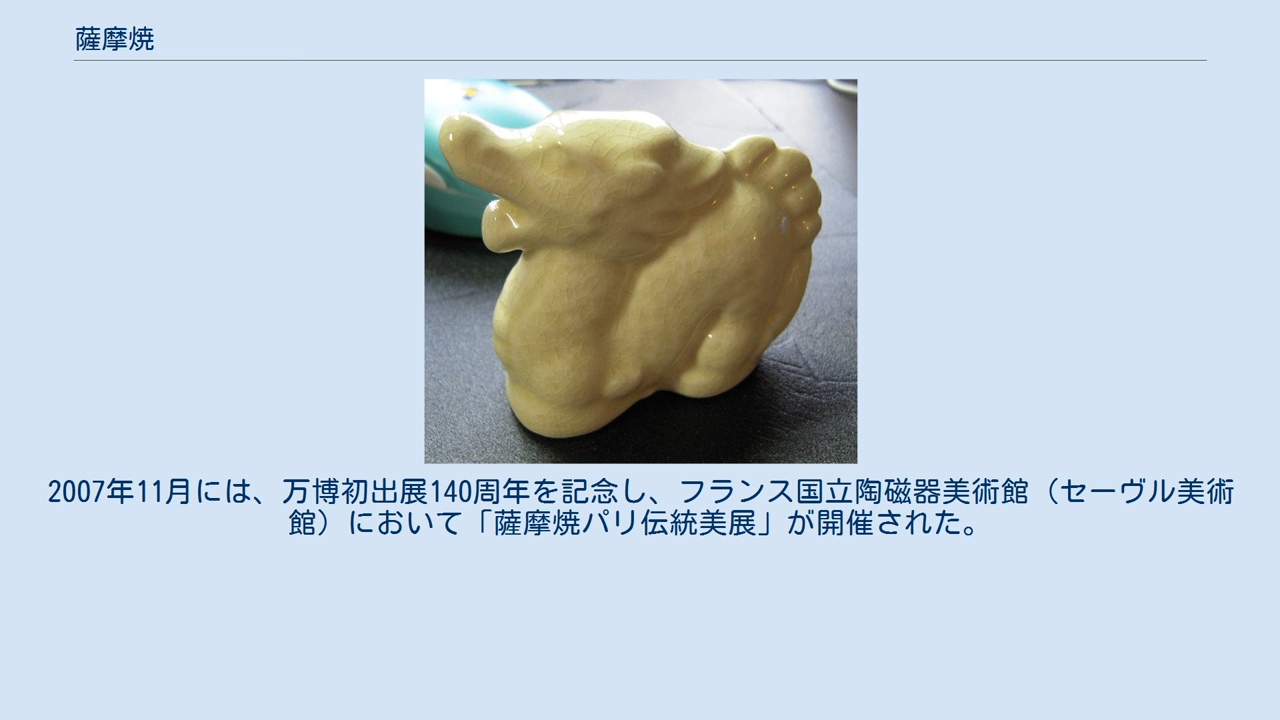 薩摩焼
2007年11月には、万博初出展140周年を記念し、フランス国立陶磁器美術館（セーヴル美術
館）において「薩摩焼パリ伝統美展」が開催された。